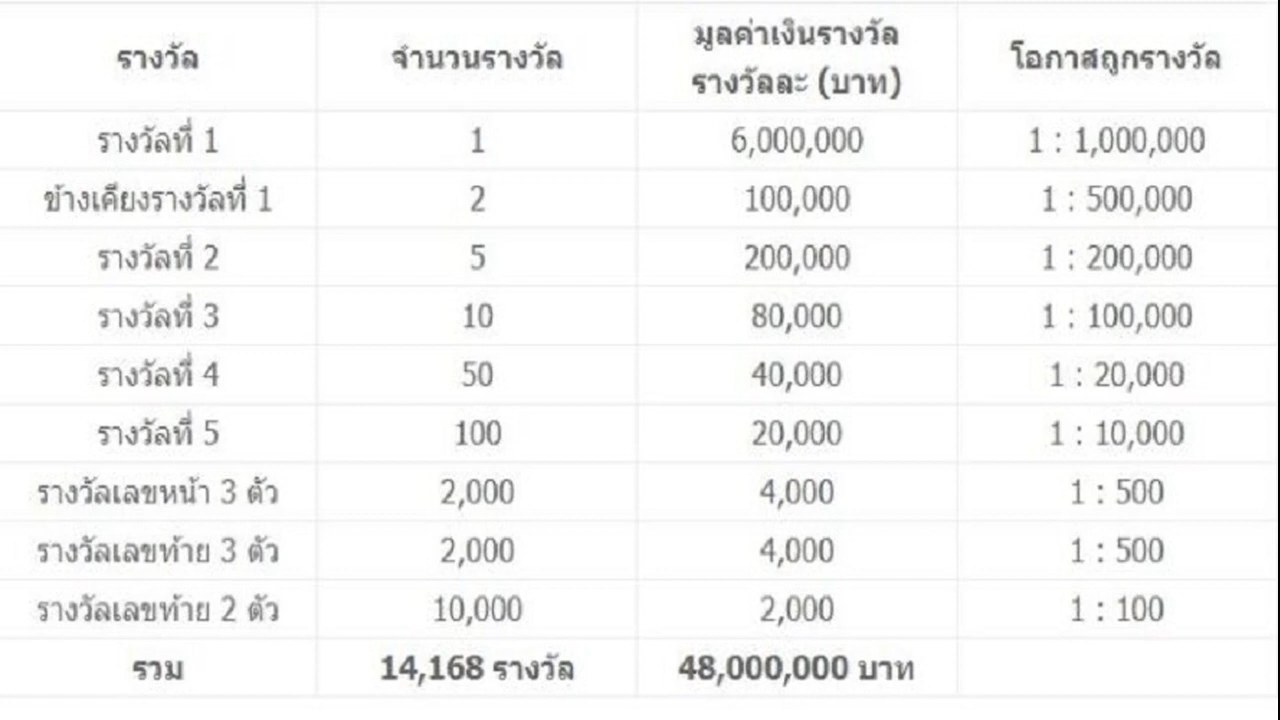 รางวัล จำนวนรางวัล มูลค่าเงินรางวัล รางวัลละ (บาท) โอกาสถูกรางวัล
รางวัลที่ 1 1 6,000,000 1 : 1,000,000
ข้างเคียงรางวัลที่ 1 2 100,000 1 : 500,000
รางวัลที่ 2 5 200,000 1 : 200,000
รางวัลที่ 3 10 80,000 1 : 100,000
รางวัลที่ 4 50 40,000 1 : 20,000
รางวัลที่ 5 100 20,000 1 : 10,000
รางวัลเลขหน้า 3 ตัว 2,000 4,000 1 : 500
รางวัลเลขท้าย 3 ตัว 2,000 4,000 1 : 500
รางวัลเลขท้าย 2 ตัว 10,000 2,000 1 : 100
รวม 14,168 รางวัล 48,000,000 บาท